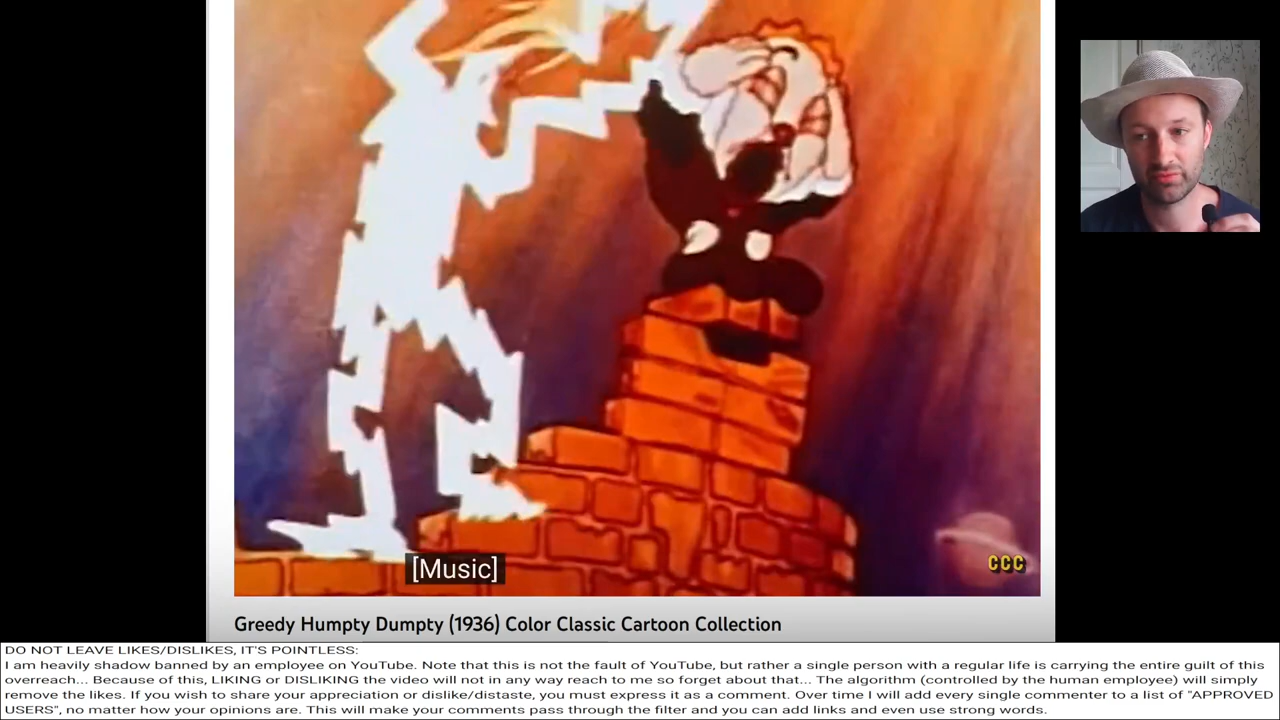 [Music]
CCC
Greedy Humpty Dumpty (1936) Color Classic Cartoon Collection
DO NOT LEAVE LIKES/DISLIKES, IT'S POINTLESS:
I am heavily shadow banned by an employee on YouTube. Note that this is not the fault of YouTube, but rather a single person with a regular life is carrying the entire guilt of this
overreach... Because of this, LIKING or DISLIKING the video will not in any way reach to me so forget about that... The algorithm (controlled by the human employee) will simply
remove the likes. If you wish to share your appreciation or dislike/distaste, you must express it as a comment. Over time I will add every single commenter to a list of "APPROVED
USERS", no matter how your opinions are. This will make your comments pass through the filter and you can add links and even use strong words.